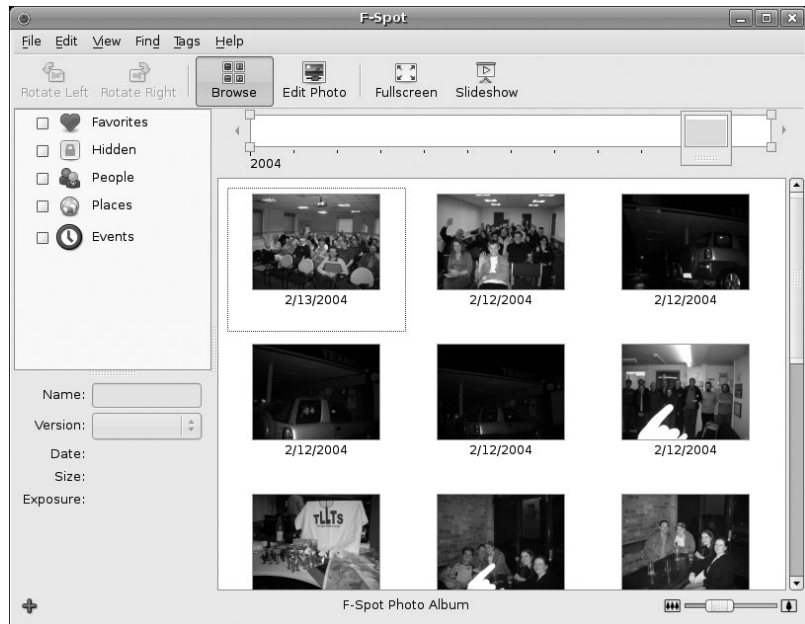 F-Spot
File Edit View Find Tags Help
Rotate Left Rotate Right Browse Edit Photo Fullscreen Slideshow
Favorites
Hidden
People
Places
Events
2004
2/13/2004 2/12/2004 2/12/2004
2/12/2004 2/12/2004 2/12/2004
TLLTS
Name:
Version:
Date:
Size:
Exposure:
F-Spot Photo Album